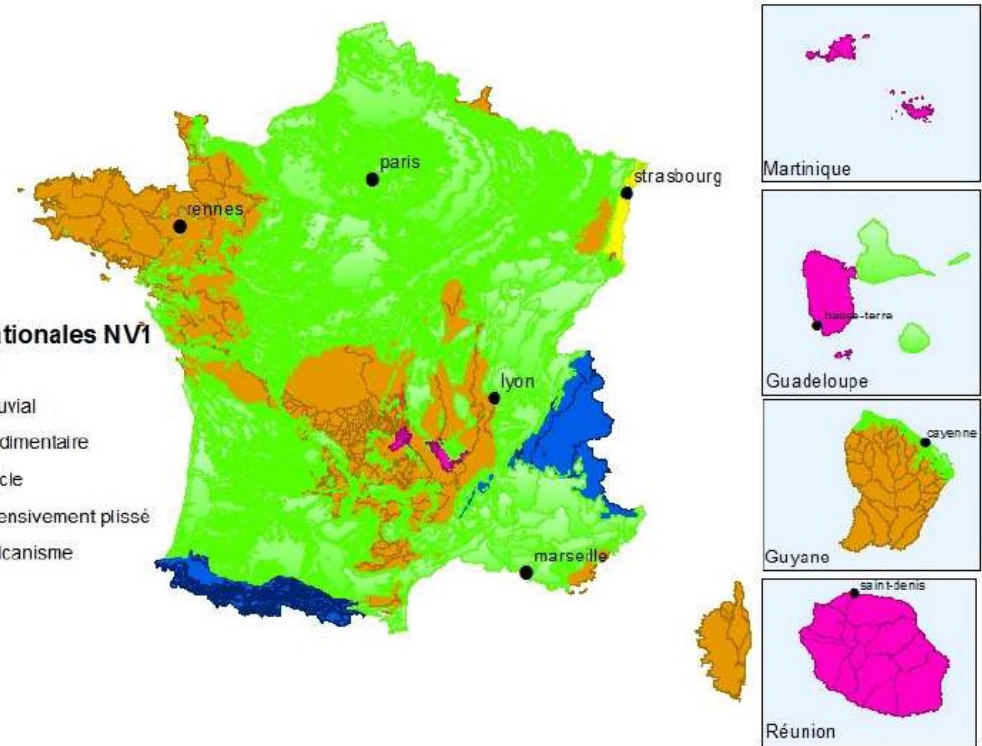 paris
strasbourg
rennes
tionales NV1
lyon
uvial
dimentaire
cle
ensivement plissé
lcanisme
marseille
Martinique
basse-terre
Guadeloupe
cayenne
Guyane
saint-denis
Réunion